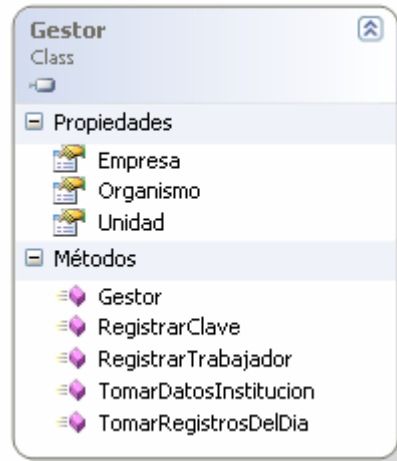 Gestor
Class
Propiedades
Empresa
Organismo
Unidad
Métodos
Gestor
RegistrarClave
RegistrarTrabajador
TomarDatosInstitucion
TomarRegistrosDelDia